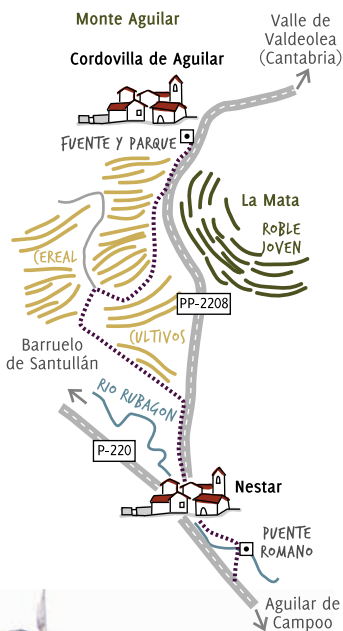 Monte Aguilar
Valle de
Valdeolea
(Cantabria)
Cordovilla de Aguilar
FUENTE Y PARQUE
La Mata
ROBLE
JOVEN
CEREAL
PP-2208
CULTIVOS
Barruelo
de Santullán
RIO RUBAGON
P-220
Nestar
PUENTE
ROMANO
Aguilar de
Campoo